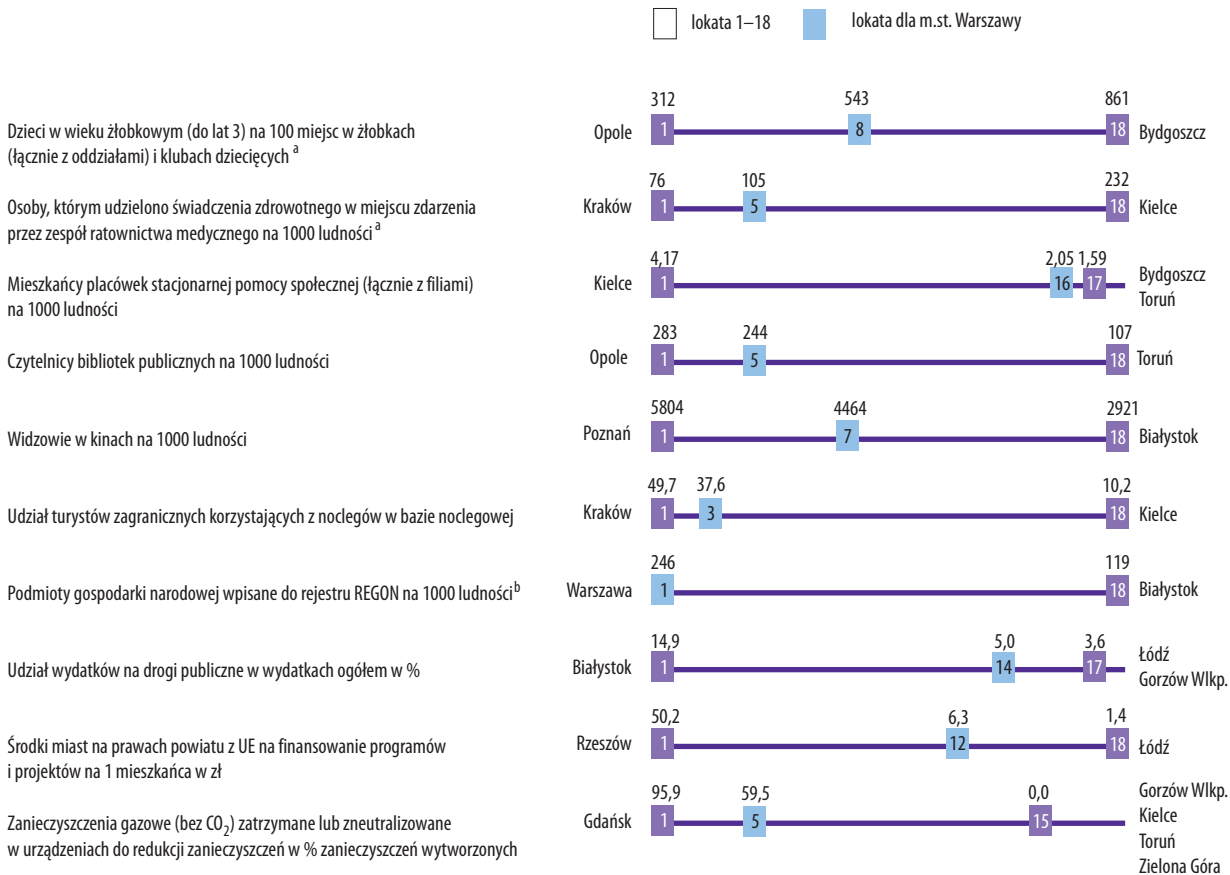 lokata 1–18 lokata dla m.st. Warszawy
312 543 861
Dzieci w wieku żłobkowym (do lat 3) na 100 miejsc w żłobkach
(łącznie z oddziałami) i klubach dziecięcych a
Opole 1 8 18 Bydgoszcz
76 105 232
Osoby, którym udzielono świadczenia zdrowotnego w miejscu zdarzenia
przez zespół ratownictwa medycznego na 1000 ludności a
Kraków 1 5 18 Kielce
4,17 2,05 1,59
Mieszkańcy placówek stacjonarnej pomocy społecznej (łącznie z filiami)
na 1000 ludności
Kielce 1 16 17 Bydgoszcz
Toruń
283 244 107
Czytelnicy bibliotek publicznych na 1000 ludności Opole 1 5 18 Toruń
5804 4464 2921
Widzowie w kinach na 1000 ludności Poznań 1 7 18 Białystok
49,7 37,6 10,2
Udział turystów zagranicznych korzystających z noclegów w bazie noclegowej Kraków 1 3 18 Kielce
246 119
Podmioty gospodarki narodowej wpisane do rejestru REGON na 1000 ludności b Warszawa 1 18 Białystok
14,9 5,0 3,6
Udział wydatków na drogi publiczne w wydatkach ogółem w % Białystok 1 14 17 Łódź
Gorzów Wlkp.
50,2 6,3 1,4
Środki miast na prawach powiatu z UE na finansowanie programów
i projektów na 1 mieszkańca w zł
Rzeszów 1 12 18 Łódź
95,9 59,5 0,0
Zanieczyszczenia gazowe (bez CO2) zatrzymane lub zneutralizowane
w urządzeniach do redukcji zanieczyszczeń w % zanieczyszczeń wytworzonych
Gdańsk 1 5 15 Gorzów Wlkp.
Kielce
Toruń
Zielona Góra